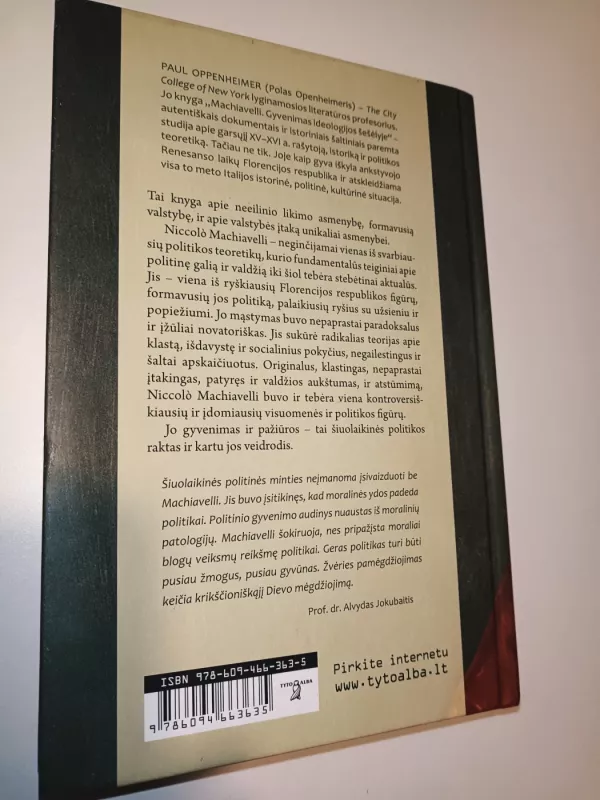 PAUL OPPENHEIMER (Polas Openheimeris) – The City
College of New York lyginamosios literatūros profesorius.
Jo knyga „Machiavelli. Gyvenimas ideologijos šešėlyje“ –
autentiškais dokumentais ir istoriniais šaltiniais paremta
studija apie garsųjį XV–XVI a. rašytoją, istoriką ir politikos
teoretiką. Tačiau ne tik. Joje kaip gyva iškyla ankstyvojo
Renesanso laikų Florencijos respublika ir atskleidžiama
visa to meto Italijos istorinė, politinė, kultūrinė situacija.
Tai knyga apie neeilinio likimo asmenybę, formavusią
valstybę, ir apie valstybės įtaką unikaliai asmenybei.
Niccolò Machiavelli – neginčijamai vienas iš svarbiau-
sių politikos teoretikų, kurio fundamentalūs teiginiai apie
politinę galią ir valdžią iki šiol tebėra stebėtinai aktualūs.
Jis – viena iš ryškiausių Florencijos respublikos figūrų,
formavusių jos politiką, palaikiusių ryšius su užsieniu ir
popiežiumi. Jo mąstymas buvo nepaprastai paradoksalus
ir įžūliai novatoriškas. Jis sukūrė radikalias teorijas apie
klastą, išdavystę ir socialinius pokyčius, negailestingus ir
šaltai apskaičiuotus. Originalus, klastingas, nepaprastai
įtakingas, patyręs ir valdžios aukštumas, ir atstūmimą,
Niccolò Machiavelli buvo ir tebėra viena kontroversiš-
kiausių ir įdomiausių visuomenės ir politikos figūrų.
Jo gyvenimas ir pažiūros – tai šiuolaikinės politikos
raktas ir kartu jos veidrodis.
Šiuolaikinės politinės minties neįmanoma įsivaizduoti be
Machiavelli. Jis buvo įsitikinęs, kad moralinės ydos padeda
politikai. Politinio gyvenimo audinys nuaustas iš moralinių
patologijų. Machiavelli šokiruoja, nes pripažįsta moraliai
blogų veiksmų reikšmę politikai. Geras politikas turi būti
pusiau žmogus, pusiau gyvūnas. Žvėries pamėgdžiojimas
keičia krikščioniškąjį Dievo mėgdžiojimą.
Prof. dr. Alvydas Jokubaitis
ISBN 978-609-466-363-5
TYTO ALBA
9 786094 663635
Pirkite internetu
www.tytoalba.lt